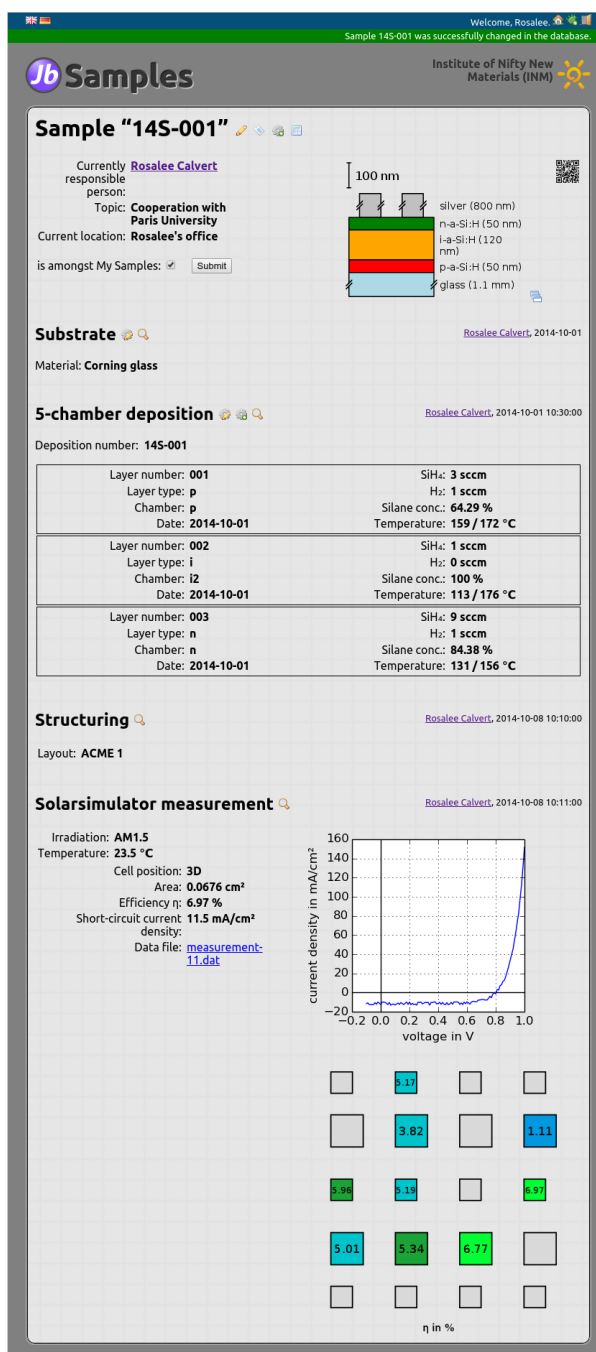 Welcome, Rosalee.
Sample 14S-001 was successfully changed in the database.
Jb Samples
Institute of Nifty New
Materials (INM)
Sample “14S-001”
Currently responsible person: Rosalee Calvert
Topic: Cooperation with Paris University
Current location: Rosalee's office
is amongst My Samples: Submit
100 nm
silver (800 nm)
n-a-Si:H (50 nm)
i-a-Si:H (120
nm)
p-a-Si:H (50 nm)
glass (1.1 mm)
Substrate
Rosalee Calvert, 2014-10-01
Material: Corning glass
5-chamber deposition
Rosalee Calvert, 2014-10-01 10:30:00
Deposition number: 14S-001
Layer number: 001 SiH₄: 3 sccm
Layer type: p H₂: 1 sccm
Chamber: p Silane conc.: 64.29 %
Date: 2014-10-01 Temperature: 159 / 172 °C
Layer number: 002 SiH₄: 1 sccm
Layer type: i H₂: 0 sccm
Chamber: i2 Silane conc.: 100 %
Date: 2014-10-01 Temperature: 113 / 176 °C
Layer number: 003 SiH₄: 9 sccm
Layer type: n H₂: 1 sccm
Chamber: n Silane conc.: 84.38 %
Date: 2014-10-01 Temperature: 131 / 156 °C
Structuring
Rosalee Calvert, 2014-10-08 10:10:00
Layout: ACME 1
Solarsimulator measurement
Rosalee Calvert, 2014-10-08 10:11:00
Irradiation: AM1.5
Temperature: 23.5 °C
Cell position: 3D
Area: 0.0676 cm²
Efficiency η: 6.97 %
Short-circuit current density: 11.5 mA/cm²
Data file: measurement-11.dat
current density in mA/cm²
160
140
120
100
80
60
40
20
0
−20
−0.2 0.0 0.2 0.4 0.6 0.8 1.0
voltage in V
5.17
3.82 1.11
5.96 5.19 6.97
5.01 5.34 6.77
η in %